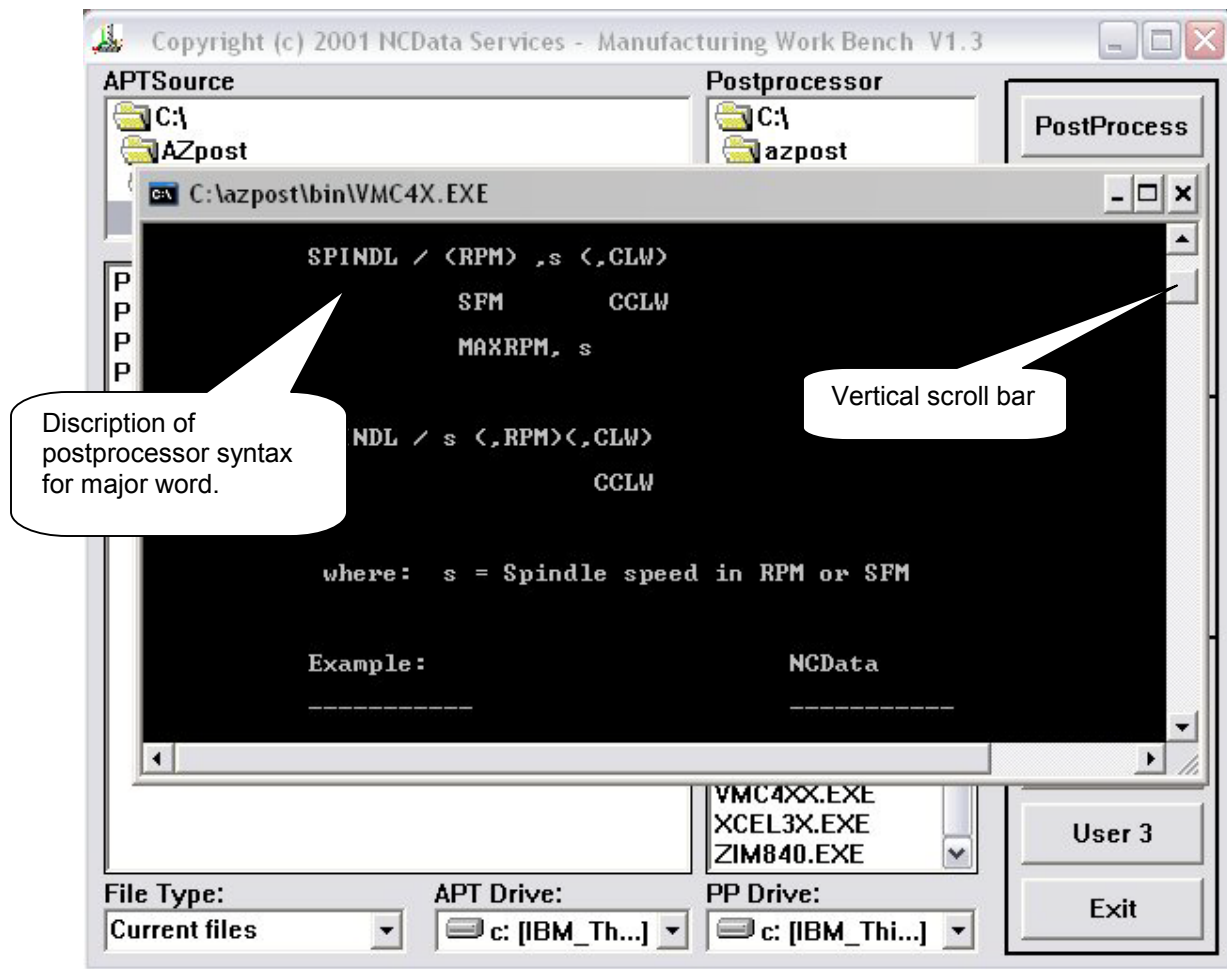 Copyright (c) 2001 NCData Services - Manufacturing Work Bench V1.3
APTSource
Postprocessor
C:\
C:\
PostProcess
AZpost
azpost
C:\azpost\bin\VMC4X.EXE
SPINDL / (RPM) ,s (,CLW)
SFM CCLW
MAXRPM, s
P
P
P
P
Vertical scroll bar
Discription of
postprocessor syntax
for major word.
NDL / s (,RPM)(,CLW)
CCLW
where: s = Spindle speed in RPM or SFM
Example: NCData
----------- -----------
VMC4XX.EXE
XCEL3X.EXE
ZIM840.EXE
User 3
File Type:
APT Drive:
PP Drive:
Current files
c: [IBM_Th...]
c: [IBM_Thi...]
Exit